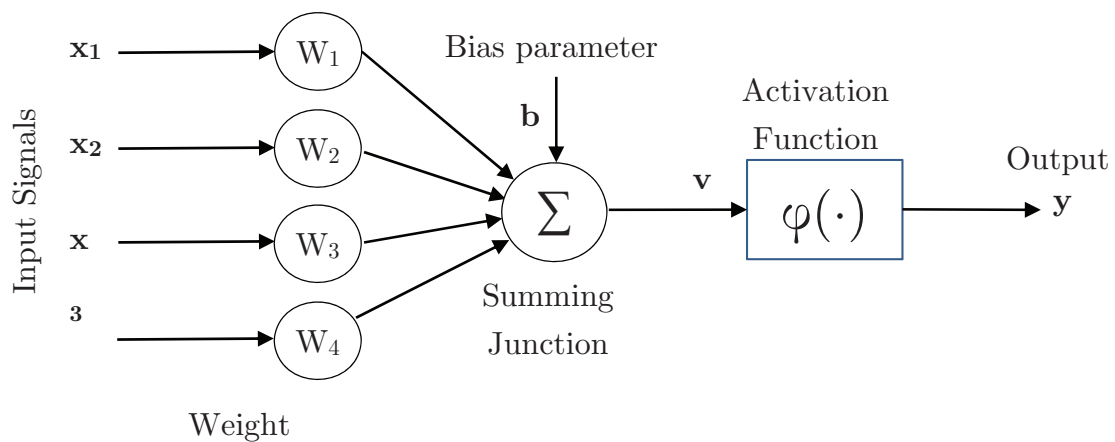 Input Signals
x₁
x₂
x
3
W₁
W₂
W₃
W₄
Weight
Bias parameter
b
∑
Summing
Junction
v
Activation
Function
φ(·)
Output
y